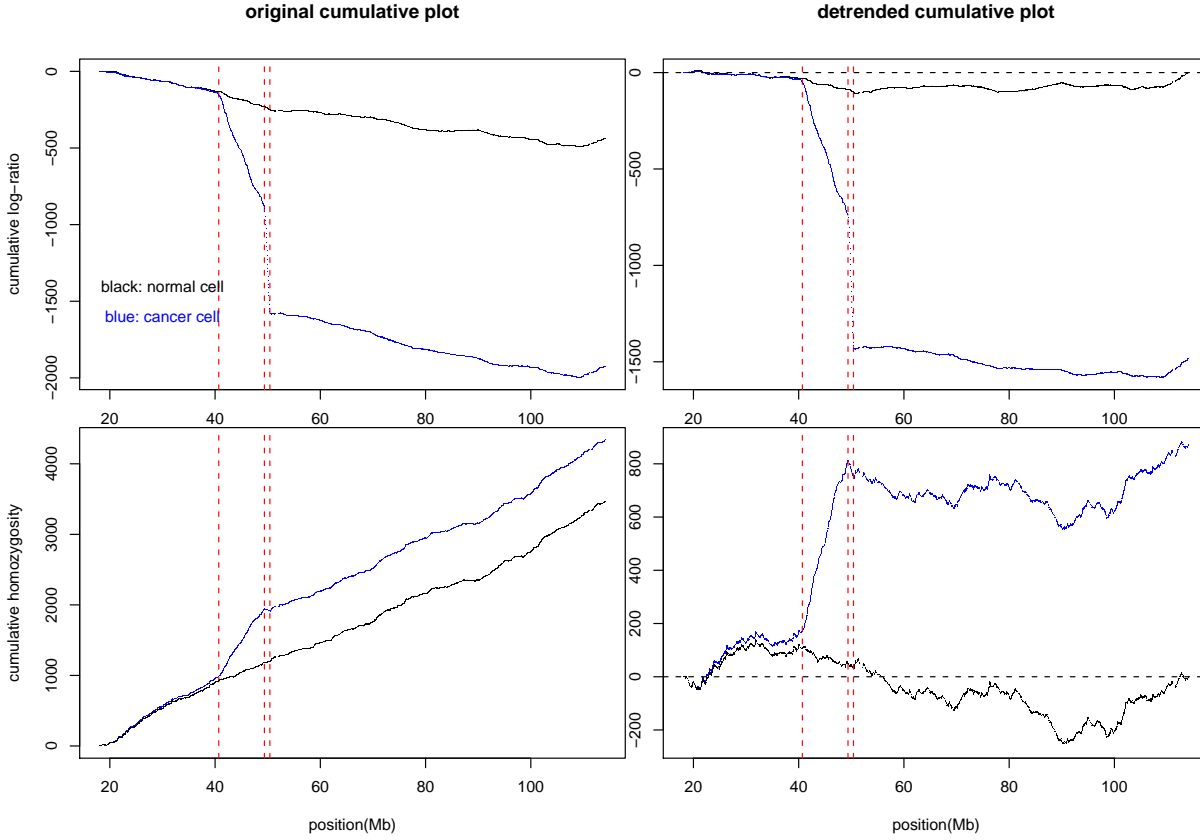 original cumulative plot
detrended cumulative plot
cumulative log−ratio
0
−500
−1000
−1500
−2000
black: normal cell
blue: cancer cell
20 40 60 80 100
0
−500
−1000
−1500
20 40 60 80 100
cumulative homozygosity
4000
3000
2000
1000
0
20 40 60 80 100
position(Mb)
800
600
400
200
0
−200
20 40 60 80 100
position(Mb)